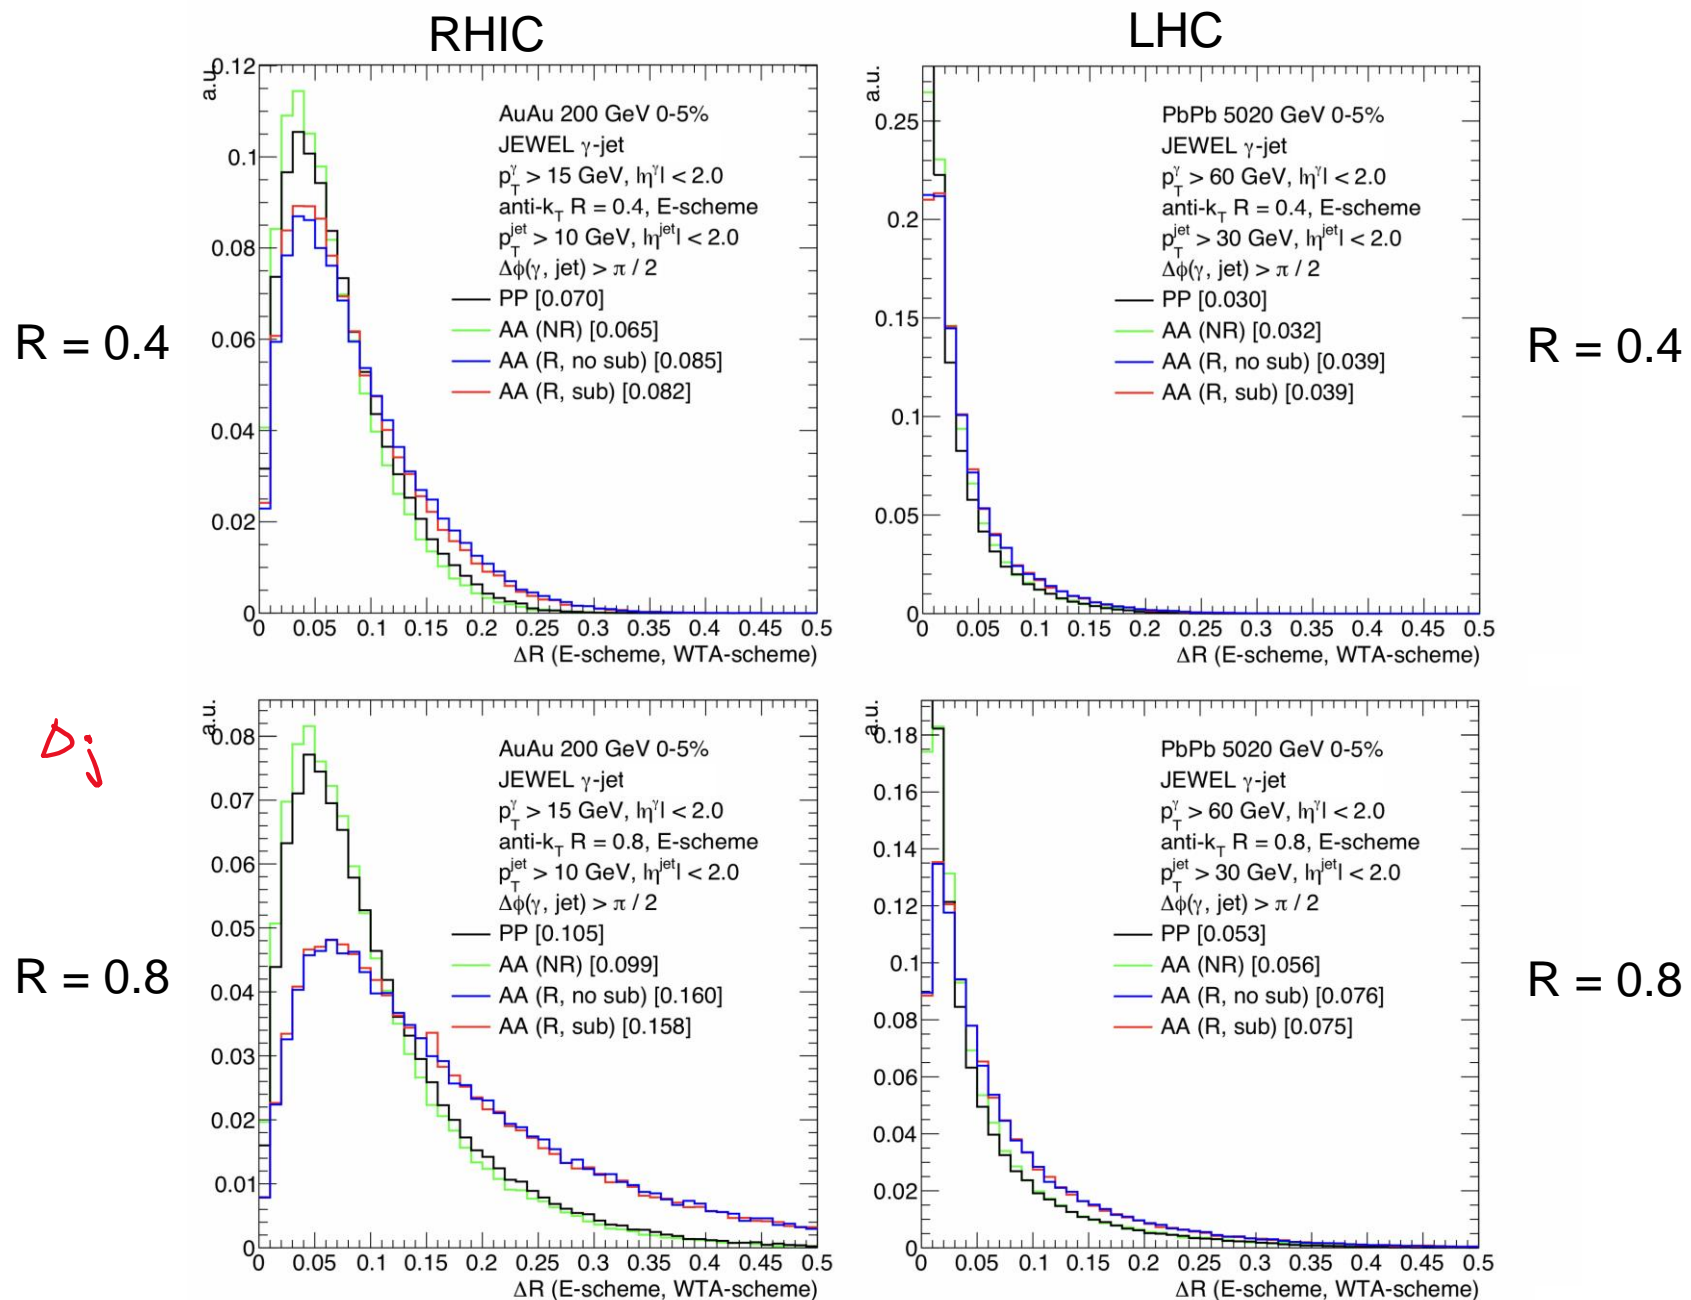 RHIC
LHC
a.u.
0.12
0.1
0.08
0.06
0.04
0.02
0
0 0.05 0.1 0.15 0.2 0.25 0.3 0.35 0.4 0.45 0.5
ΔR (E-scheme, WTA-scheme)
AuAu 200 GeV 0-5%
JEWEL γ-jet
p_T^γ > 15 GeV, |η^γ| < 2.0
anti-k_T R = 0.4, E-scheme
p_T^jet > 10 GeV, |η^jet| < 2.0
Δϕ(γ, jet) > π / 2
PP [0.070]
AA (NR) [0.065]
AA (R, no sub) [0.085]
AA (R, sub) [0.082]
R = 0.4
a.u.
0.25
0.2
0.15
0.1
0.05
0
0 0.05 0.1 0.15 0.2 0.25 0.3 0.35 0.4 0.45 0.5
ΔR (E-scheme, WTA-scheme)
PbPb 5020 GeV 0-5%
JEWEL γ-jet
p_T^γ > 60 GeV, |η^γ| < 2.0
anti-k_T R = 0.4, E-scheme
p_T^jet > 30 GeV, |η^jet| < 2.0
Δϕ(γ, jet) > π / 2
PP [0.030]
AA (NR) [0.032]
AA (R, no sub) [0.039]
AA (R, sub) [0.039]
R = 0.4
Dj
R = 0.8
a.u.
0.08
0.07
0.06
0.05
0.04
0.03
0.02
0.01
0
0 0.05 0.1 0.15 0.2 0.25 0.3 0.35 0.4 0.45 0.5
ΔR (E-scheme, WTA-scheme)
AuAu 200 GeV 0-5%
JEWEL γ-jet
p_T^γ > 15 GeV, |η^γ| < 2.0
anti-k_T R = 0.8, E-scheme
p_T^jet > 10 GeV, |η^jet| < 2.0
Δϕ(γ, jet) > π / 2
PP [0.105]
AA (NR) [0.099]
AA (R, no sub) [0.160]
AA (R, sub) [0.158]
a.u.
0.18
0.16
0.14
0.12
0.1
0.08
0.06
0.04
0.02
0
0 0.05 0.1 0.15 0.2 0.25 0.3 0.35 0.4 0.45 0.5
ΔR (E-scheme, WTA-scheme)
PbPb 5020 GeV 0-5%
JEWEL γ-jet
p_T^γ > 60 GeV, |η^γ| < 2.0
anti-k_T R = 0.8, E-scheme
p_T^jet > 30 GeV, |η^jet| < 2.0
Δϕ(γ, jet) > π / 2
PP [0.053]
AA (NR) [0.056]
AA (R, no sub) [0.076]
AA (R, sub) [0.075]
R = 0.8